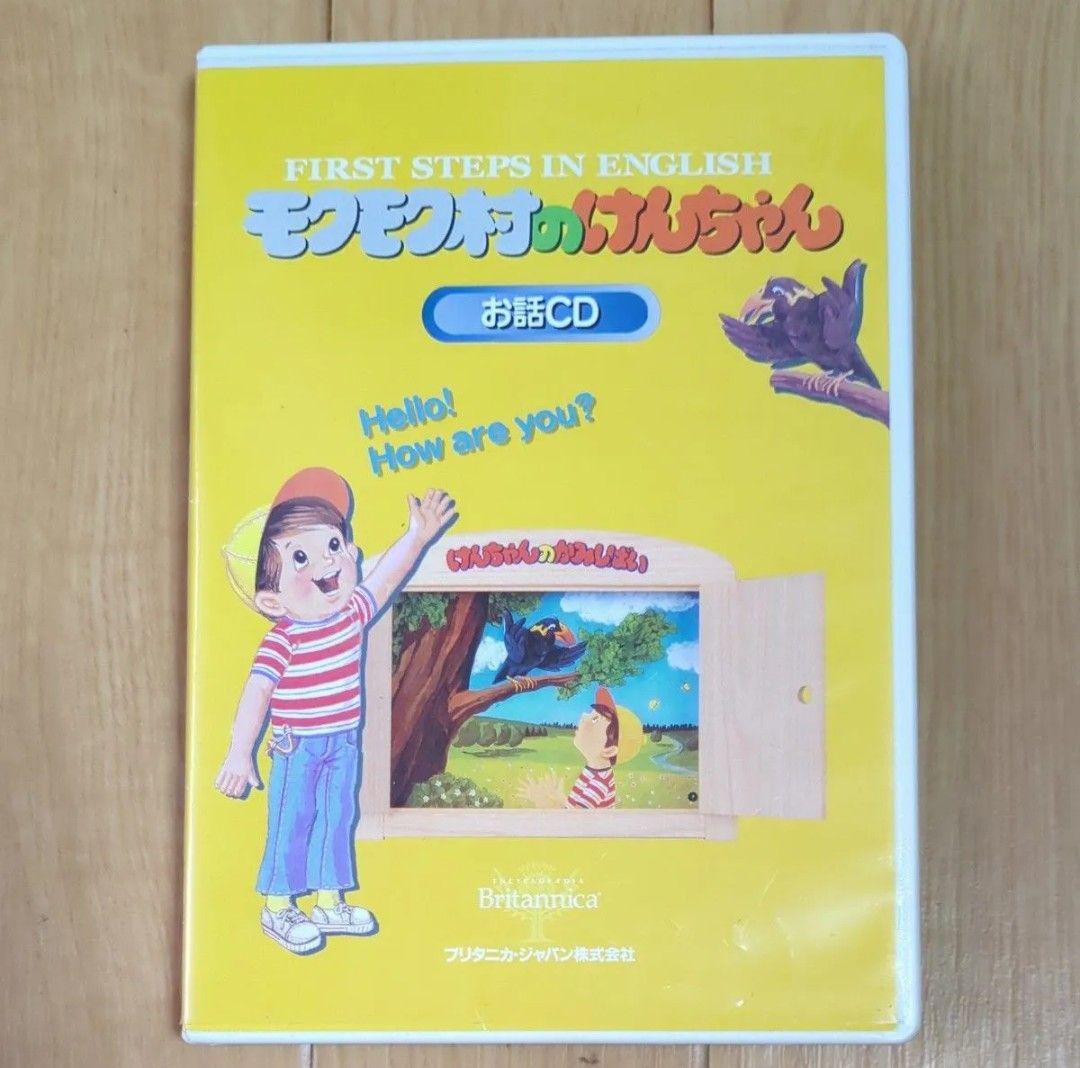 FIRST STEPS IN ENGLISH
モクモク村のけんちゃん
お話CD
Hello!
How are you?
けんちゃんのかみしばい
ENCYCLOPÆDIA
Britannica
ブリタニカ・ジャパン株式会社